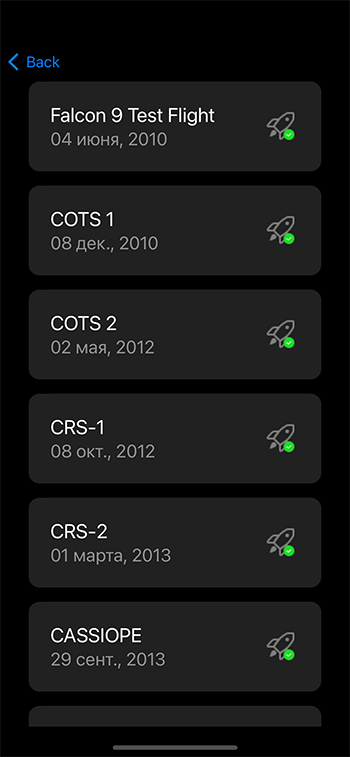 Back
Falcon 9 Test Flight
04 июня, 2010
COTS 1
08 дек., 2010
COTS 2
02 мая, 2012
CRS-1
08 окт., 2012
CRS-2
01 марта, 2013
CASSIOPE
29 сент., 2013